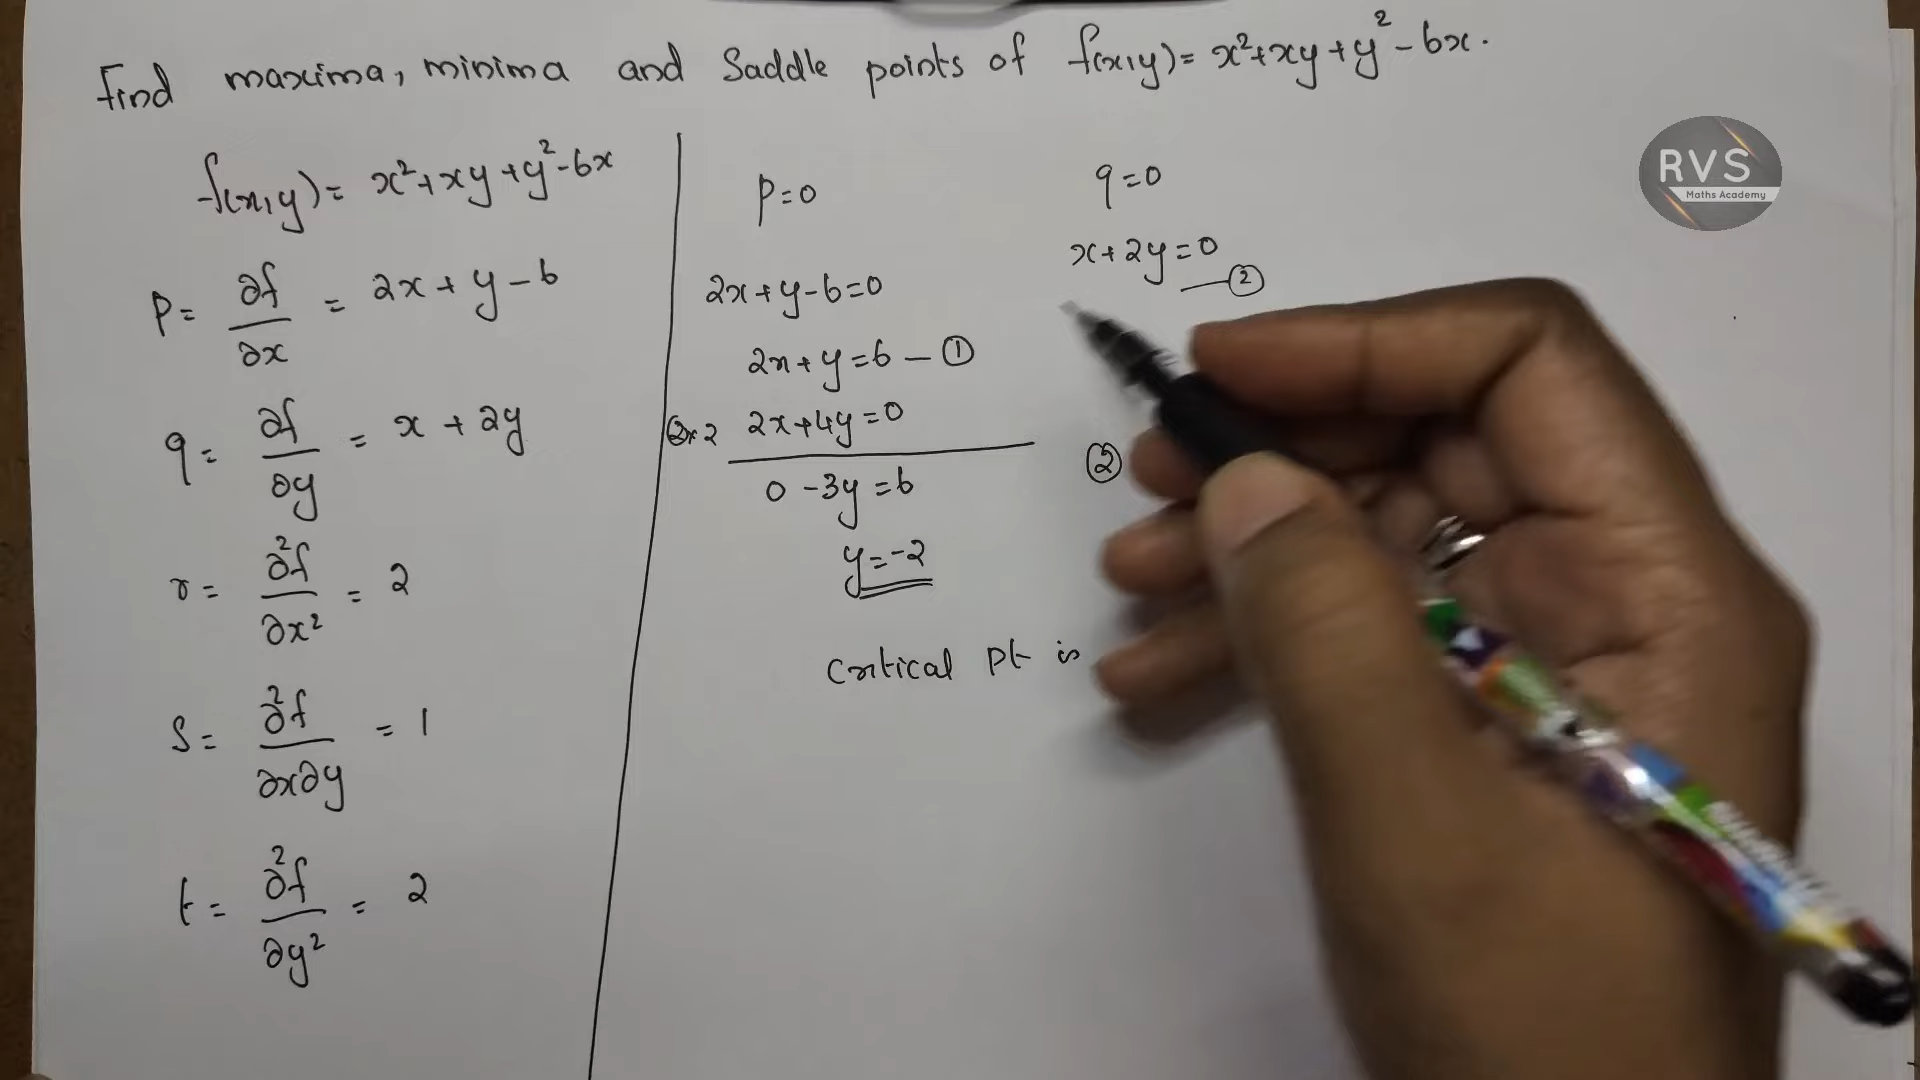 Find maxima, minima and Saddle points of f(x,y) = x²+xy+y²-6x.
f(x,y) = x²+xy+y²-6x
p = ∂f/∂x = 2x+y-6
q = ∂f/∂y = x+2y
r = ∂²f/∂x² = 2
s = ∂²f/∂x∂y = 1
t = ∂²f/∂y² = 2
p=0
2x+y-6=0
2x+y=6 — ①
②×2 2x+4y=0
0 -3y=6
y=-2
Critical pt is
q=0
x+2y=0 — ②
②
RVS
Maths Academy